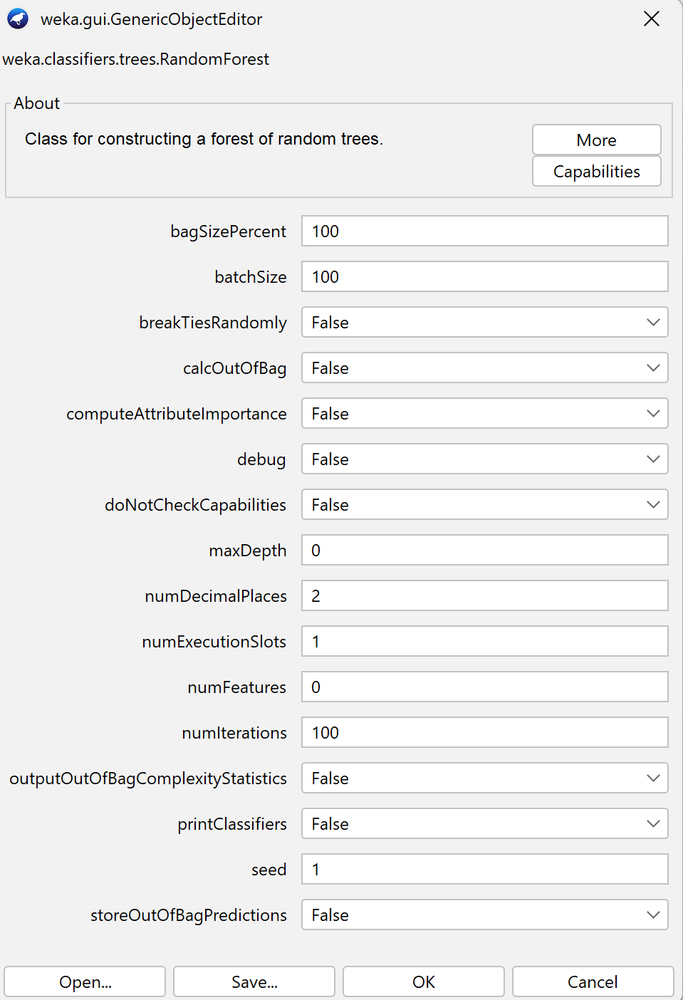 weka.gui.GenericObjectEditor
weka.classifiers.trees.RandomForest
About
Class for constructing a forest of random trees.
More
Capabilities
bagSizePercent 100
batchSize 100
breakTiesRandomly False
calcOutOfBag False
computeAttributeImportance False
debug False
doNotCheckCapabilities False
maxDepth 0
numDecimalPlaces 2
numExecutionSlots 1
numFeatures 0
numIterations 100
outputOutOfBagComplexityStatistics False
printClassifiers False
seed 1
storeOutOfBagPredictions False
Open... Save... OK Cancel